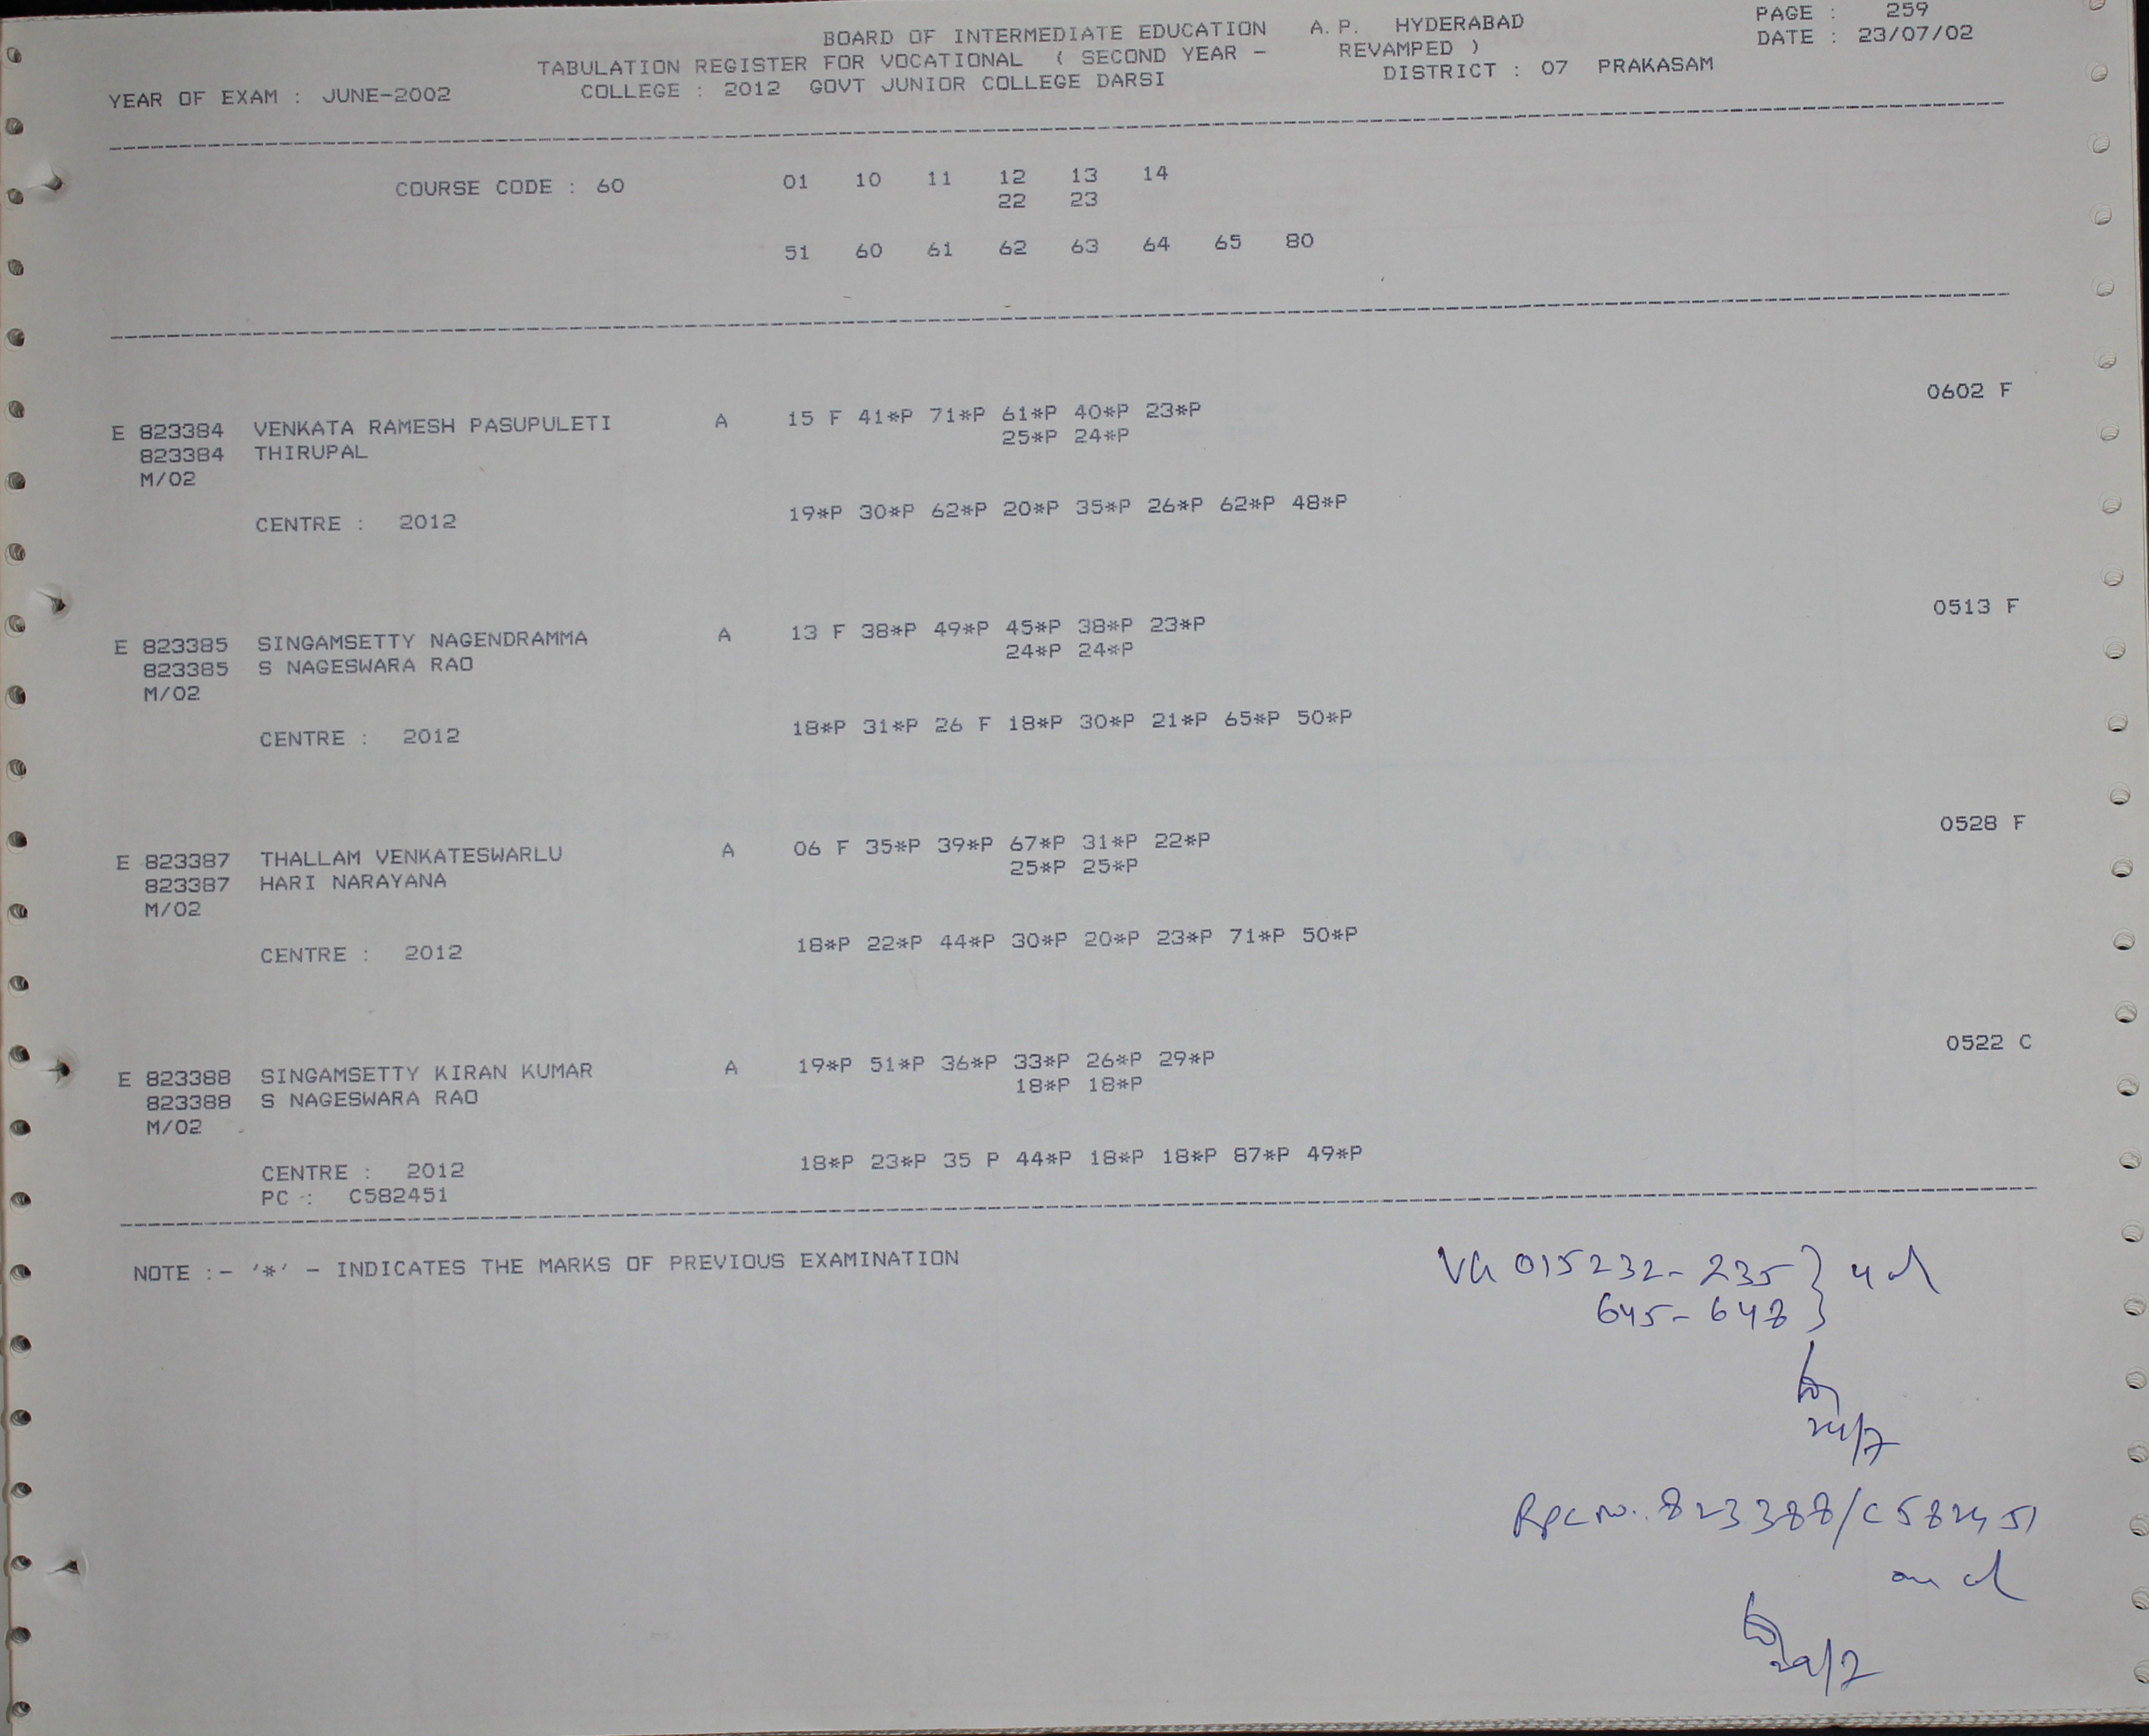 BOARD OF INTERMEDIATE EDUCATION A.P. HYDERABAD PAGE : 259
TABULATION REGISTER FOR VOCATIONAL ( SECOND YEAR - REVAMPED ) DATE : 23/07/02
YEAR OF EXAM : JUNE-2002 COLLEGE : 2012 GOVT JUNIOR COLLEGE DARSI DISTRICT : 07 PRAKASAM
COURSE CODE : 60 01 10 11 12 13 14
22 23
51 60 61 62 63 64 65 80
0602 F
E 823384 VENKATA RAMESH PASUPULETI A 15 F 41*P 71*P 61*P 40*P 23*P
823384 THIRUPAL 25*P 24*P
M/02
CENTRE : 2012 19*P 30*P 62*P 20*P 35*P 26*P 62*P 48*P
0513 F
E 823385 SINGAMSETTY NAGENDRAMMA A 13 F 38*P 49*P 45*P 38*P 23*P
823385 S NAGESWARA RAO 24*P 24*P
M/02
CENTRE : 2012 18*P 31*P 26 F 18*P 30*P 21*P 65*P 50*P
0528 F
E 823387 THALLAM VENKATESWARLU A 06 F 35*P 39*P 67*P 31*P 22*P
823387 HARI NARAYANA 25*P 25*P
M/02
CENTRE : 2012 18*P 22*P 44*P 30*P 20*P 23*P 71*P 50*P
0522 C
E 823388 SINGAMSETTY KIRAN KUMAR A 19*P 51*P 36*P 33*P 26*P 29*P
823388 S NAGESWARA RAO 18*P 18*P
M/02
CENTRE : 2012 18*P 23*P 35 P 44*P 18*P 18*P 87*P 49*P
PC : C582451
NOTE :- '*' - INDICATES THE MARKS OF PREVIOUS EXAMINATION
015232-235}
645-648}
24/7
823388/C582451
24/7